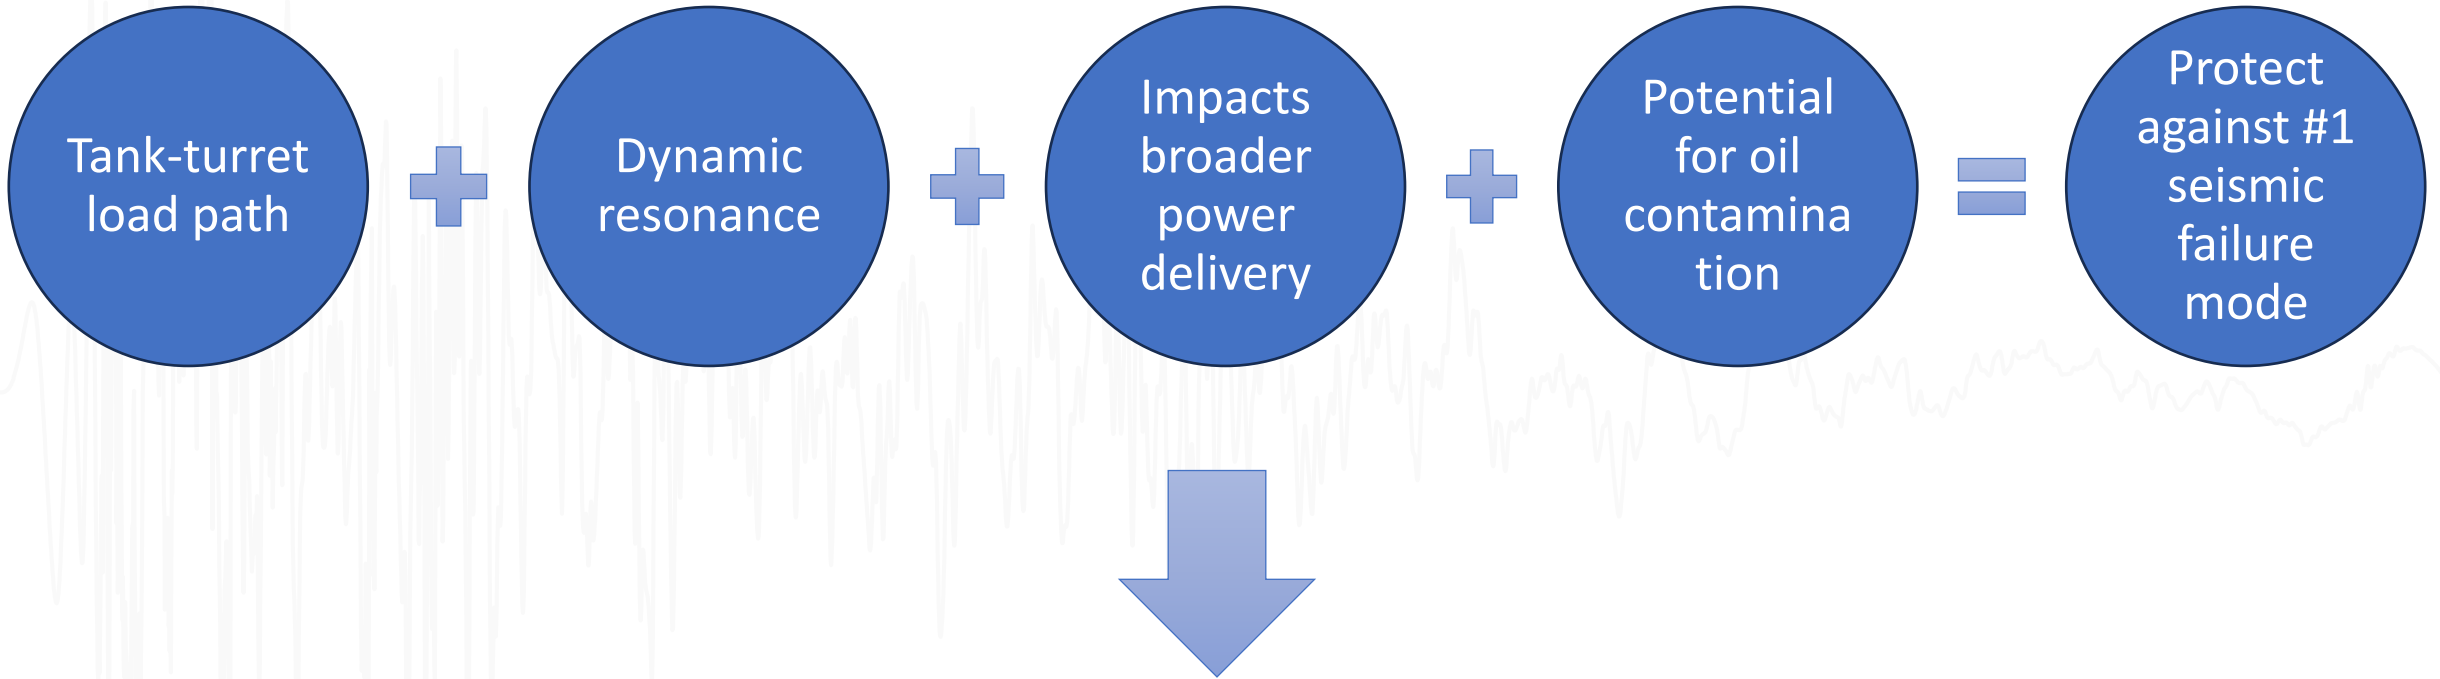 Tank-turret
load path
Dynamic
resonance
Impacts
broader
power
delivery
Potential
for oil
contamina
tion
Protect
against #1
seismic
failure
mode